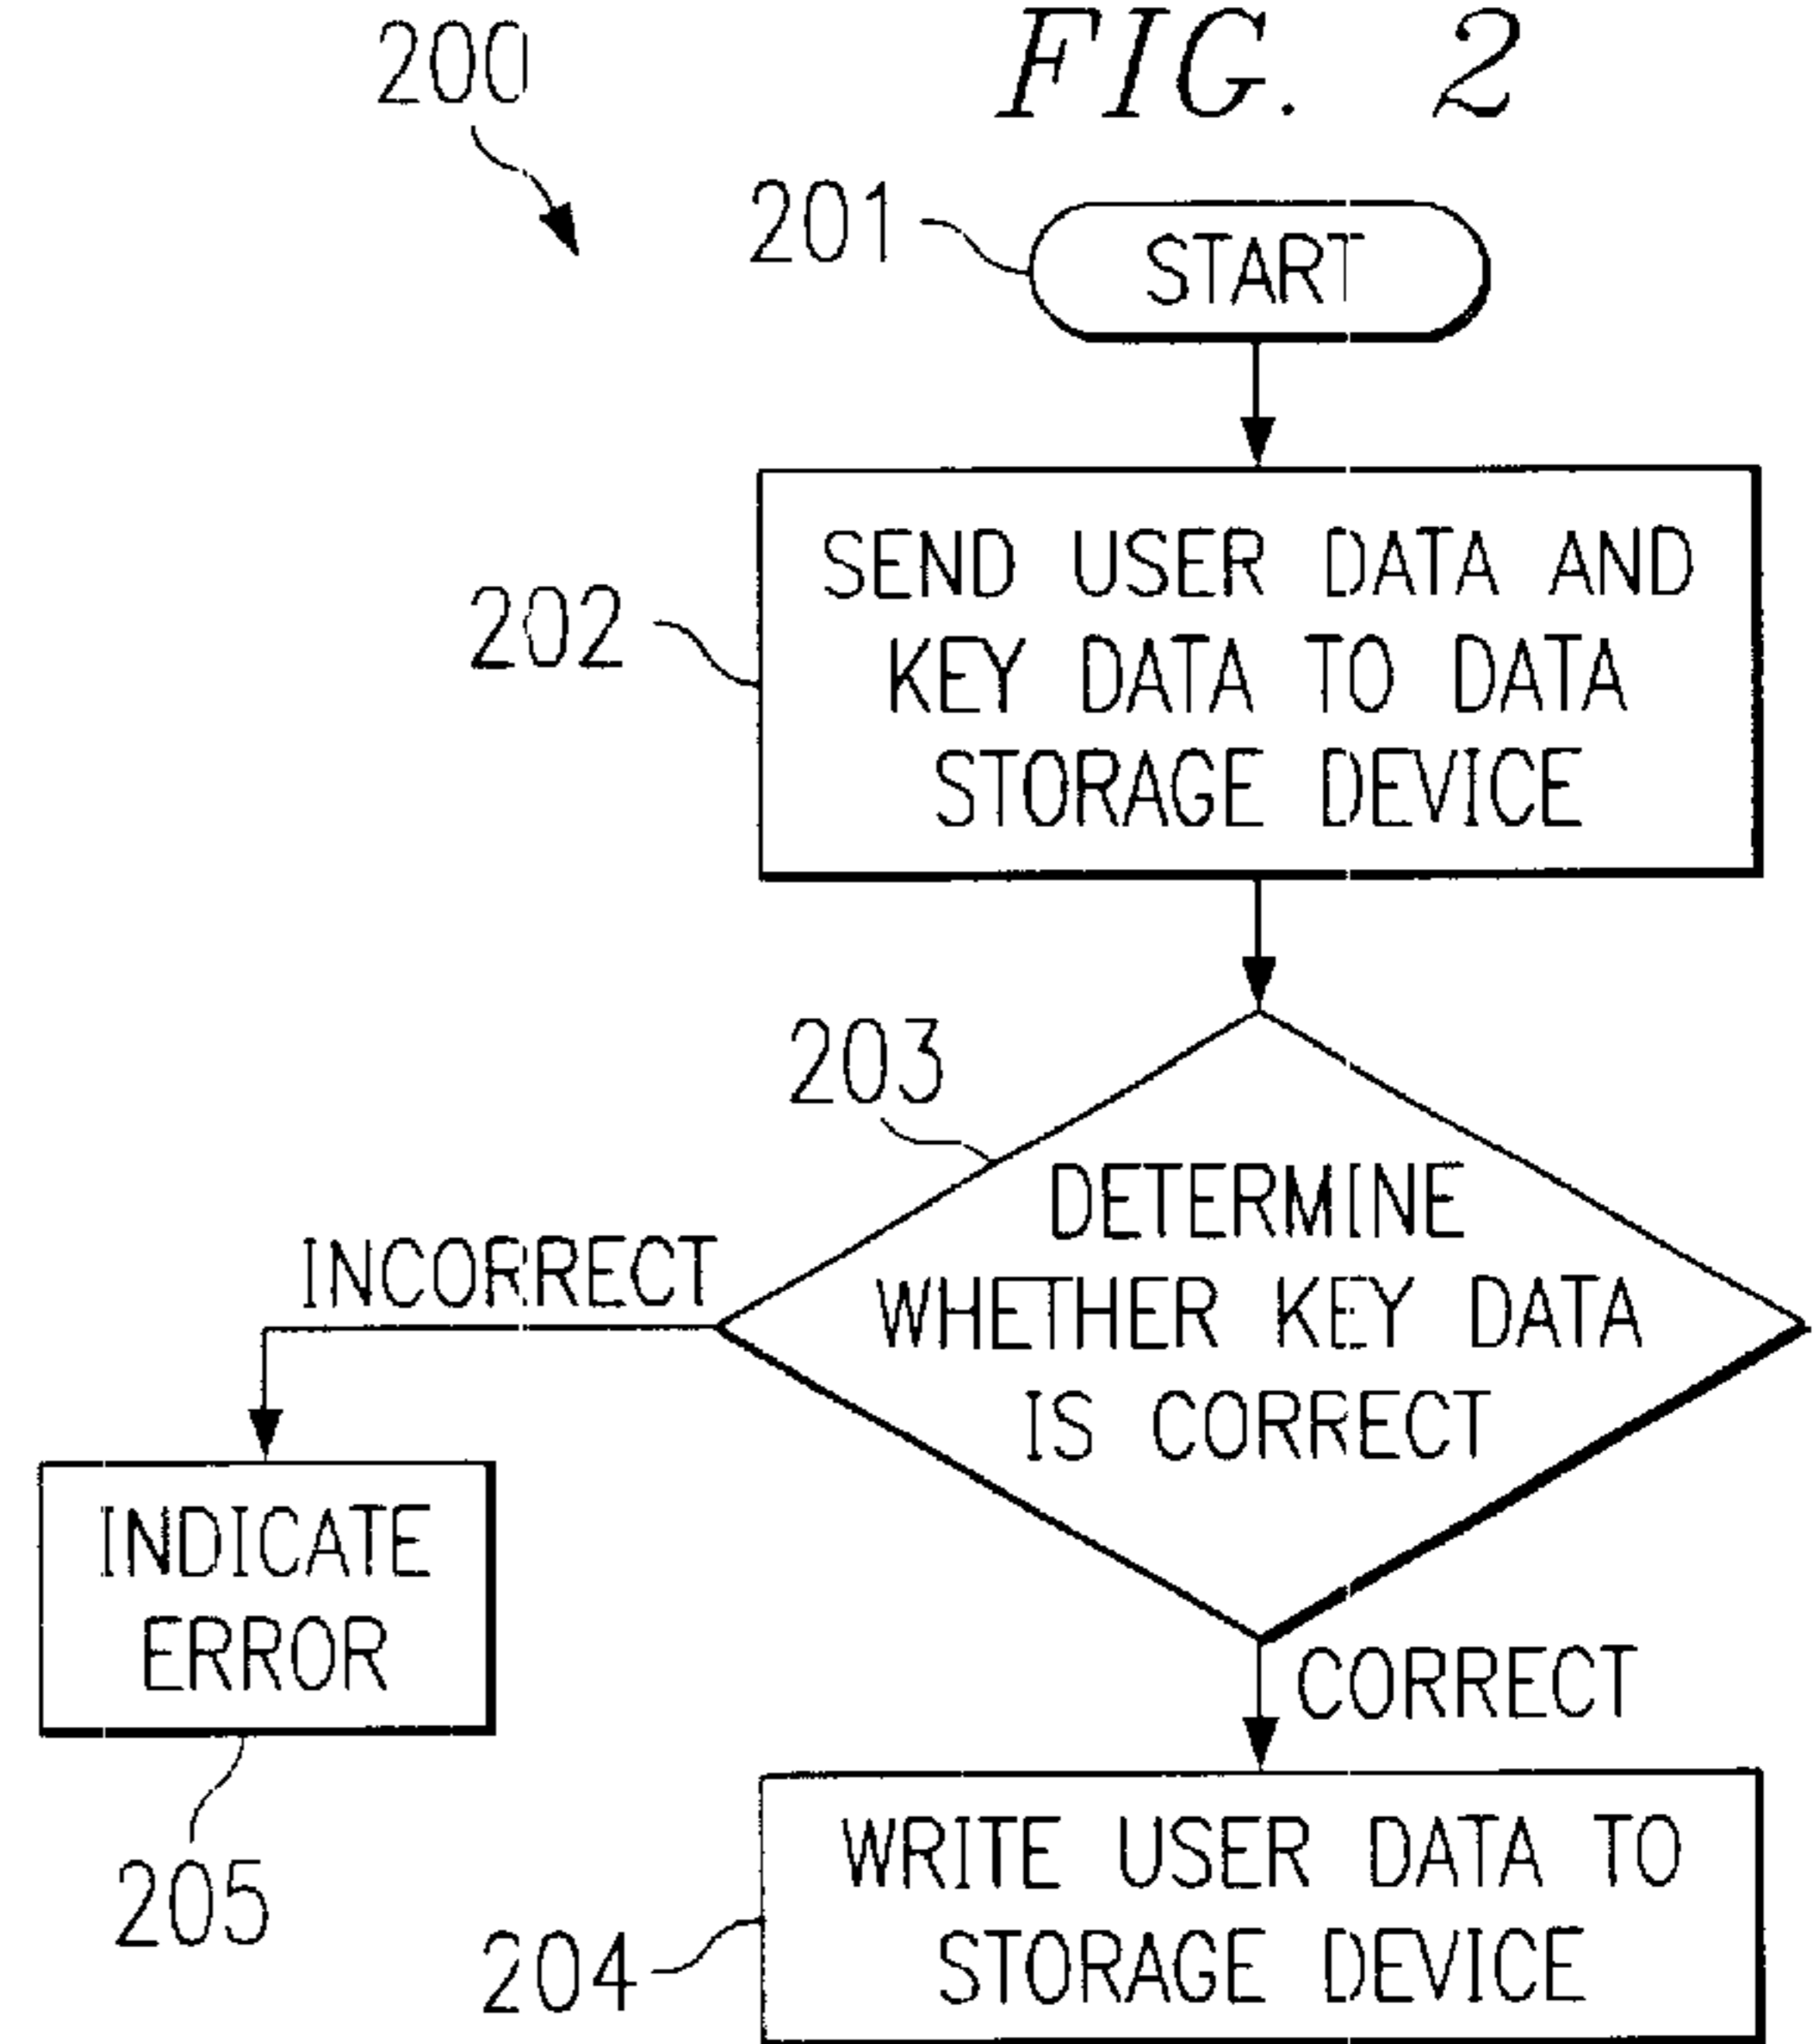 200
FIG. 2
201
START
202
SEND USER DATA AND
KEY DATA TO DATA
STORAGE DEVICE
203
DETERMINE
WHETHER KEY DATA
IS CORRECT
INCORRECT
INDICATE
ERROR
205
CORRECT
204
WRITE USER DATA TO
STORAGE DEVICE